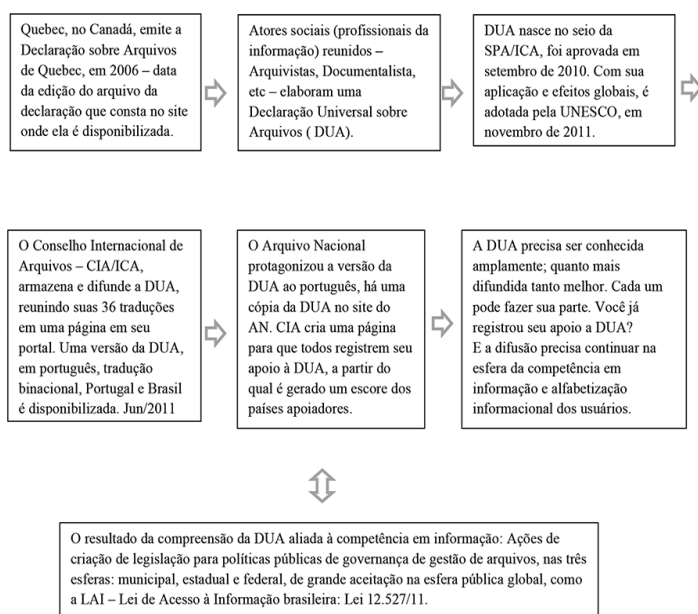 Quebec, no Canadá, emite a
Declaração sobre Arquivos
de Quebec, em 2006 – data
da edição do arquivo da
declaração que consta no site
onde ela é disponibilizada.
Atores sociais (profissionais da
informação) reunidos –
Arquivistas, Documentalista,
etc – elaboram uma
Declaração Universal sobre
Arquivos ( DUA).
DUA nasce no seio da
SPA/ICA, foi aprovada em
setembro de 2010. Com sua
aplicação e efeitos globais, é
adotada pela UNESCO, em
novembro de 2011.
O Conselho Internacional de
Arquivos – CIA/ICA,
armazena e difunde a DUA,
reunindo suas 36 traduções
em uma página em seu
portal. Uma versão da DUA,
em português, tradução
binacional, Portugal e Brasil
é disponibilizada. Jun/2011
O Arquivo Nacional
protagonizou a versão da
DUA ao português, há uma
cópia da DUA no site do
AN. CIA cria uma página
para que todos registrem seu
apoio à DUA, a partir do
qual é gerado um escore dos
países apoiadores.
A DUA precisa ser conhecida
amplamente; quanto mais
difundida tanto melhor. Cada um
pode fazer sua parte. Você já
registrou seu apoio a DUA?
E a difusão precisa continuar na
esfera da competência em
informação e alfabetização
informacional dos usuários.
O resultado da compreensão da DUA aliada à competência em informação: Ações de
criação de legislação para políticas públicas de governança de gestão de arquivos, nas três
esferas: municipal, estadual e federal, de grande aceitação na esfera pública global, como
a LAI – Lei de Acesso à Informação brasileira: Lei 12.527/11.